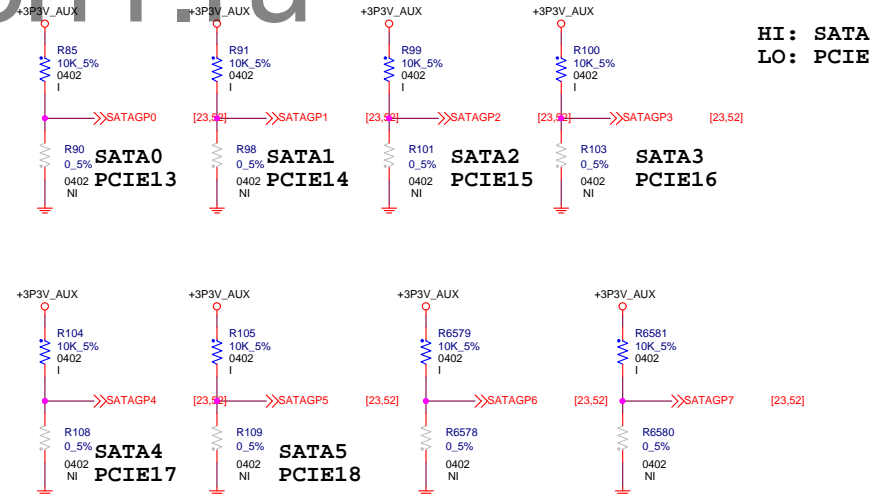 +3P3V_AUX +3P3V_AUX +3P3V_AUX +3P3V_AUX
HI: SATA
LO: PCIE
R85
10K_5%
0402
I
R91
10K_5%
0402
I
R99
10K_5%
0402
I
R100
10K_5%
0402
I
SATAGP0 [23,52]
SATAGP1 [23,52]
SATAGP2 [23,52]
SATAGP3 [23,52]
R90
0_5%
0402
NI
SATA0
PCIE13
R98
0_5%
0402
NI
SATA1
PCIE14
R101
0_5%
0402
NI
SATA2
PCIE15
R103
0_5%
0402
NI
SATA3
PCIE16
+3P3V_AUX +3P3V_AUX +3P3V_AUX +3P3V_AUX
R104
10K_5%
0402
I
R105
10K_5%
0402
I
R6579
10K_5%
0402
I
R6581
10K_5%
0402
I
SATAGP4 [23,52]
SATAGP5 [23,52]
SATAGP6 [23,52]
SATAGP7 [23,52]
R108
0_5%
0402
NI
SATA4
PCIE17
R109
0_5%
0402
NI
SATA5
PCIE18
R6578
0_5%
0402
NI
R6580
0_5%
0402
NI